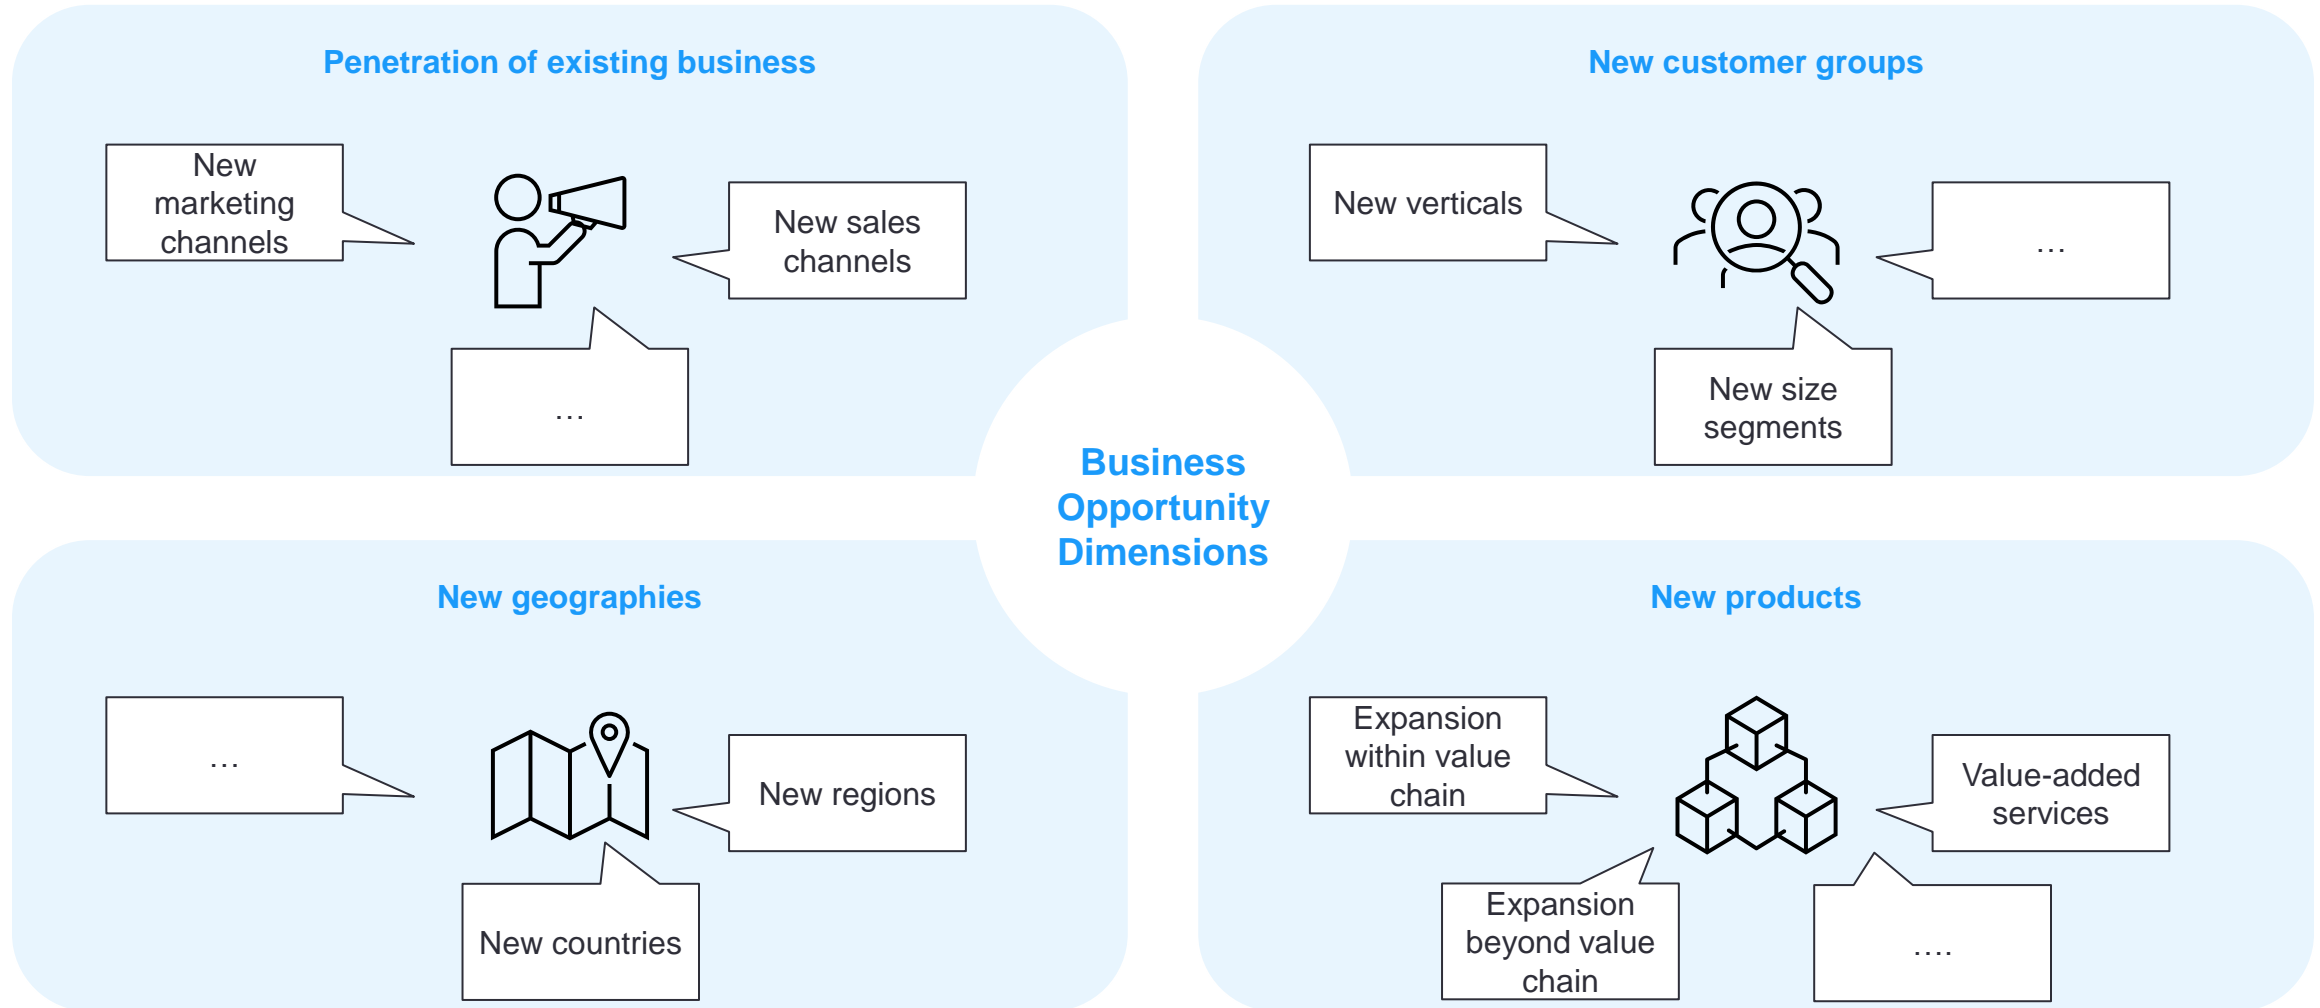 Penetration of existing business
New
marketing
channels
New sales
channels
…
New customer groups
New verticals
…
New size
segments
Business
Opportunity
Dimensions
New geographies
…
New regions
New countries
New products
Expansion
within value
chain
Value-added
services
Expansion
beyond value
chain
….